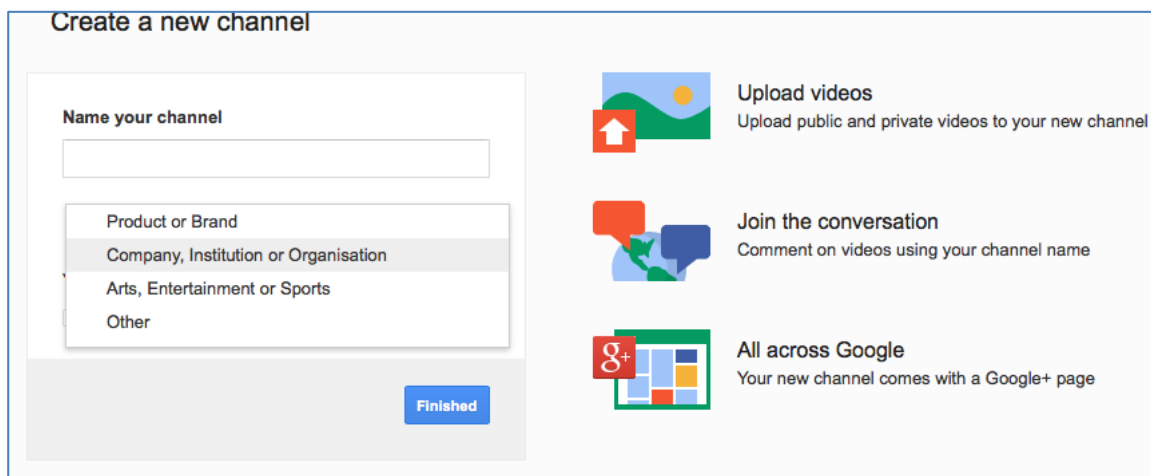 Create a new channel
Name your channel
Product or Brand
Company, Institution or Organisation
Arts, Entertainment or Sports
Other
Finished
Upload videos
Upload public and private videos to your new channel
Join the conversation
Comment on videos using your channel name
g+
All across Google
Your new channel comes with a Google+ page